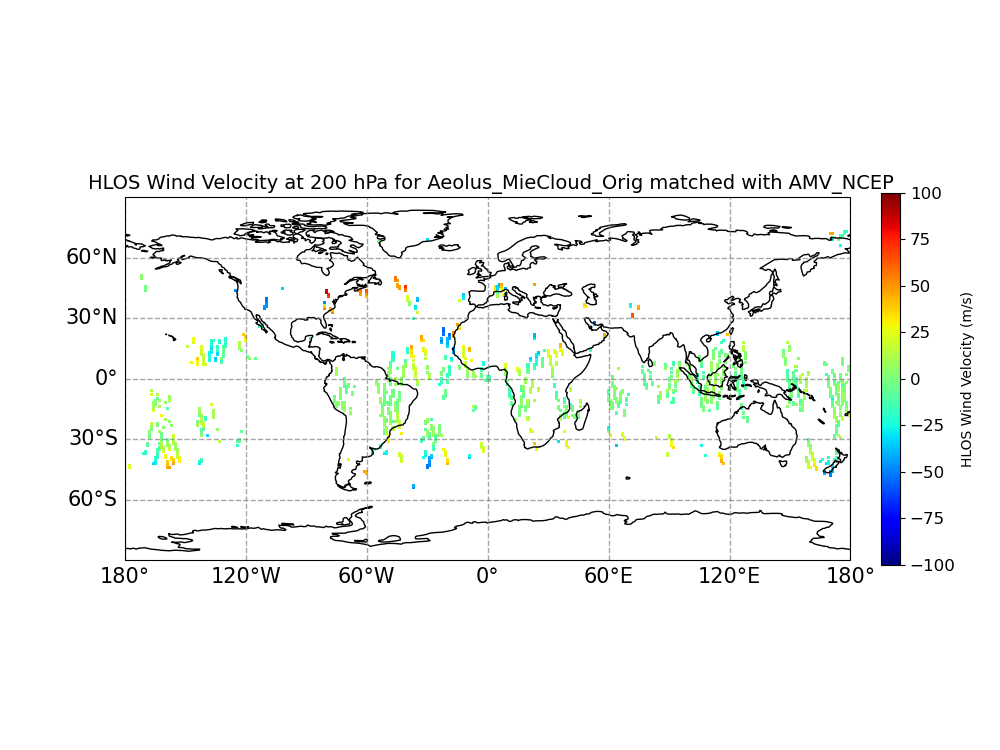 HLOS Wind Velocity at 200 hPa for Aeolus_MieCloud_Orig matched with AMV_NCEP
60°N
30°N
0°
30°S
60°S
180°
120°W
60°W
0°
60°E
120°E
180°
100
75
50
25
0
−25
−50
−75
−100
HLOS Wind Velocity (m/s)